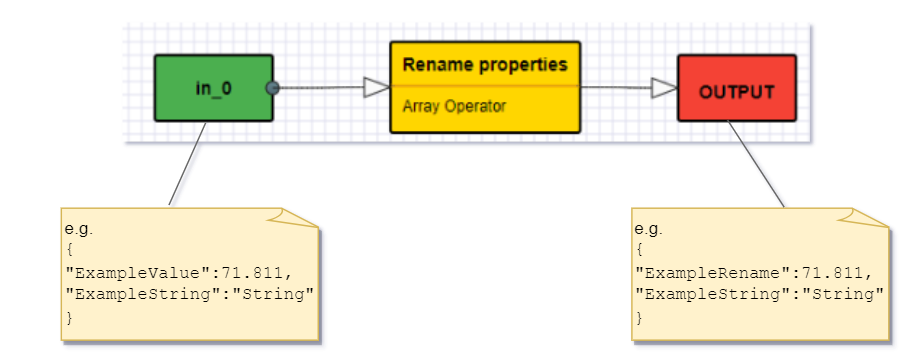 in_0
Rename properties
Array Operator
OUTPUT
e.g.
{
"ExampleValue":71.811,
"ExampleString":"String"
}
e.g.
{
"ExampleRename":71.811,
"ExampleString":"String"
}